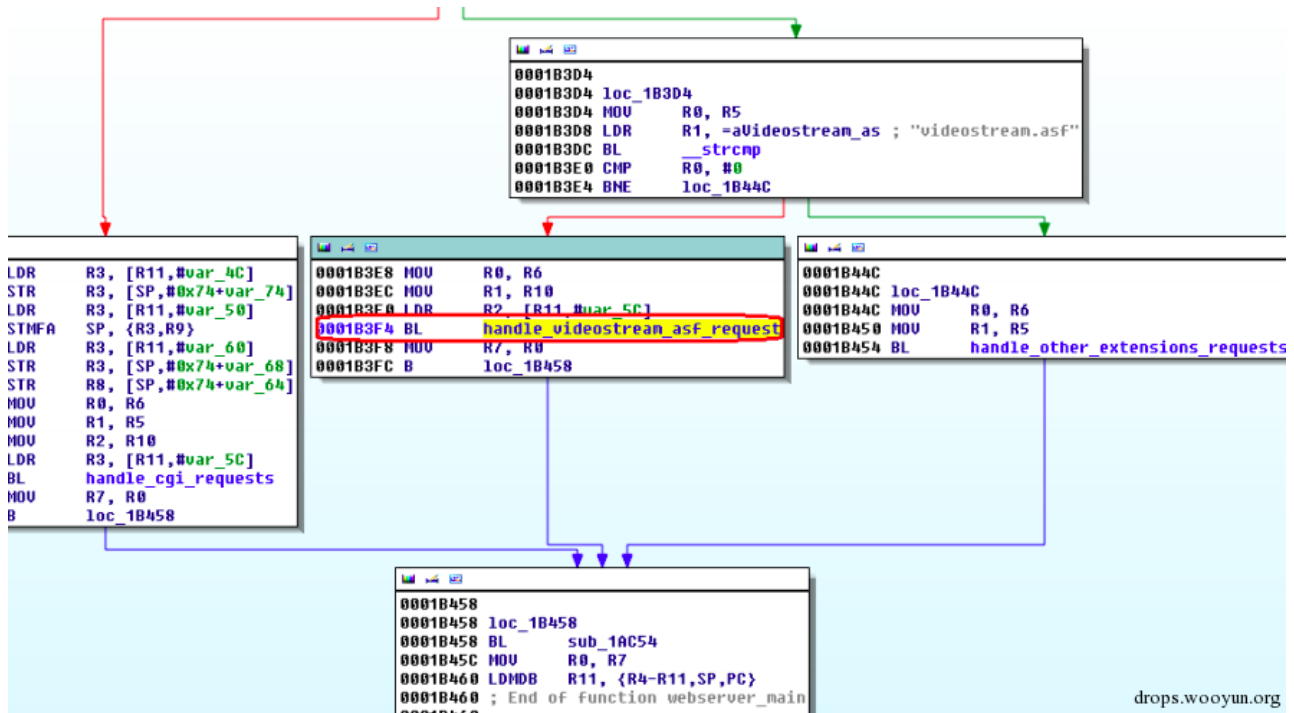 0001B3D4
0001B3D4 loc_1B3D4
0001B3D4 MOV R0, R5
0001B3D8 LDR R1, =aVideostream_as ; "videostream.asf"
0001B3DC BL __strcmp
0001B3E0 CMP R0, #0
0001B3E4 BNE loc_1B44C
LDR R3, [R11,#var_4C]
STR R3, [SP,#0x74+var_74]
LDR R3, [R11,#var_50]
STMFA SP, {R3,R9}
LDR R3, [R11,#var_60]
STR R3, [SP,#0x74+var_68]
STR R8, [SP,#0x74+var_64]
MOV R0, R6
MOV R1, R5
MOV R2, R10
LDR R3, [R11,#var_5C]
BL handle_cgi_requests
MOV R7, R0
B loc_1B458
0001B3E8 MOV R0, R6
0001B3EC MOV R1, R10
0001B3F0 LDR R2, [R11,#var_5C]
0001B3F4 BL handle_videostream_asf_request
0001B3F8 MOV R7, R0
0001B3FC B loc_1B458
0001B44C
0001B44C loc_1B44C
0001B44C MOV R0, R6
0001B450 MOV R1, R5
0001B454 BL handle_other_extensions_requests
0001B458
0001B458 loc_1B458
0001B458 BL sub_1AC54
0001B45C MOV R0, R7
0001B460 LDMDB R11, {R4-R11,SP,PC}
0001B460 ; End of function webserver_main
drops.wooyun.org